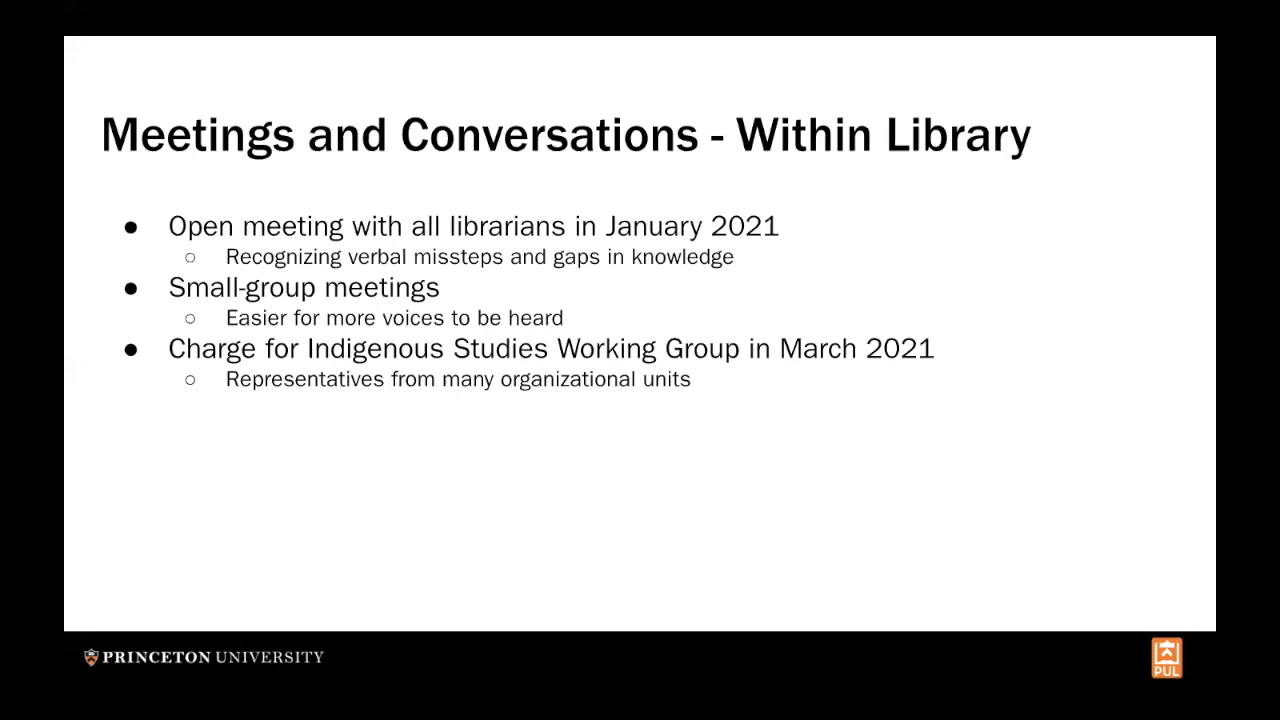 Meetings and Conversations - Within Library
● Open meeting with all librarians in January 2021
○ Recognizing verbal missteps and gaps in knowledge
● Small-group meetings
○ Easier for more voices to be heard
● Charge for Indigenous Studies Working Group in March 2021
○ Representatives from many organizational units
PRINCETON UNIVERSITY
PUL